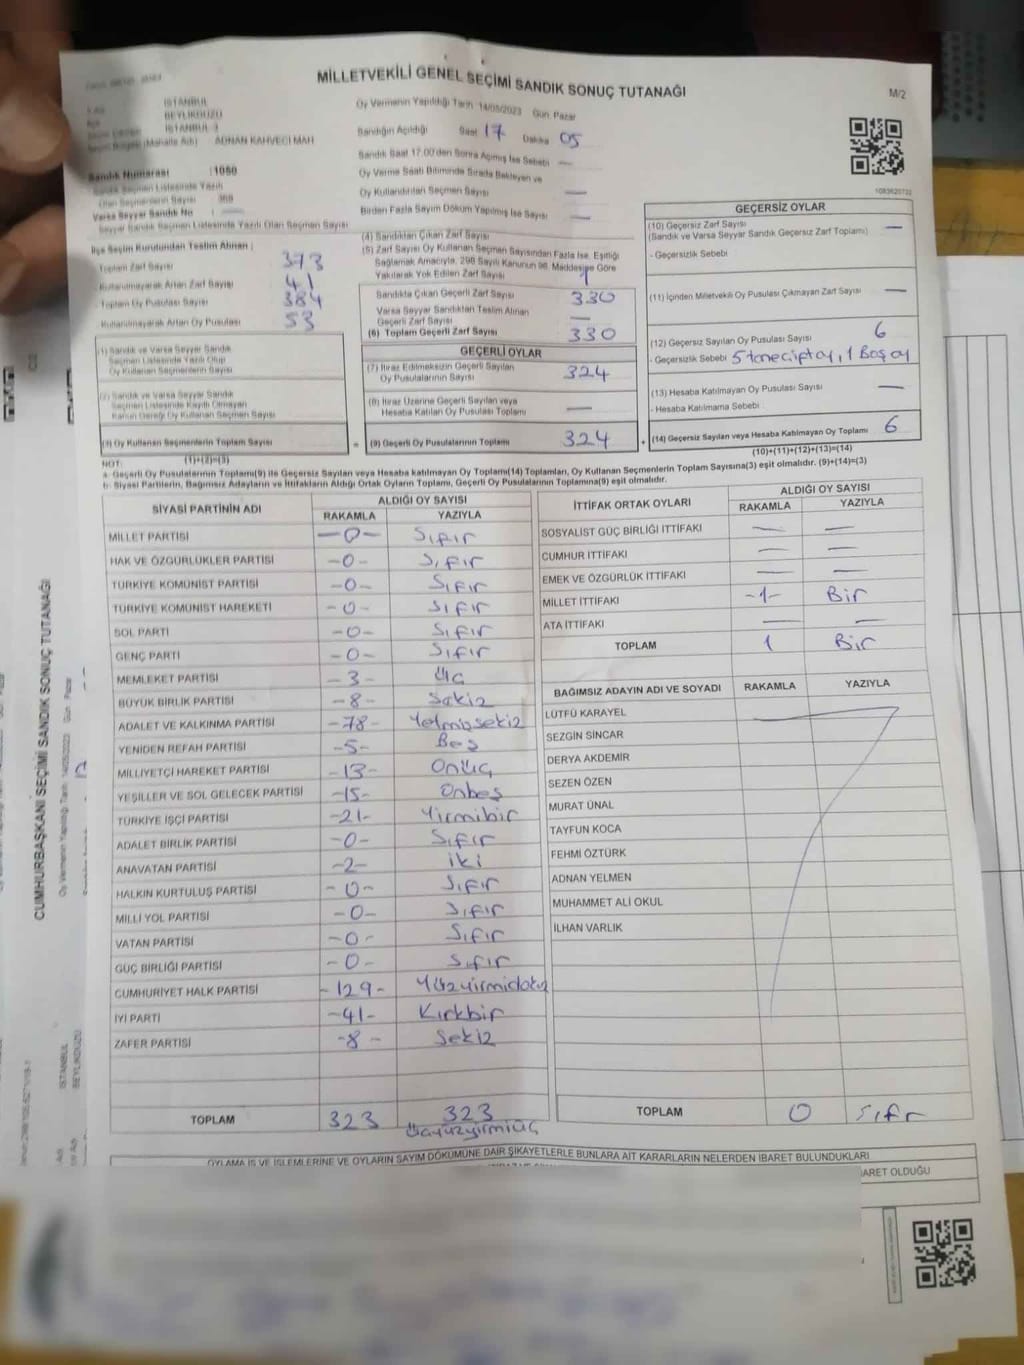 MİLLETVEKİLİ GENEL SEÇİMİ SANDIK SONUÇ TUTANAĞI
M/2
İSTANBUL
BEYLİKDÜZÜ
İSTANBUL 3
ADNAN KAHVECİ MAH
Sandık Numarası :1050
Sandık Seçmen Listesinde Yazılı
Olan Seçmenlerin Sayısı 369
Varsa Seyyar Sandık No
Seyyar Sandık Seçmen Listesinde Yazılı Olan Seçmen Sayısı
İlçe Seçim Kurulundan Teslim Alınan ;
Toplam Zarf Sayısı 373
Kullanılmayarak Artan Zarf Sayısı 41
Toplam Oy Pusulası Sayısı 384
Kullanılmayarak Artan Oy Pusulası 53
(1) Sandık ve Varsa Seyyar Sandık
Seçmen Listesinde Yazılı Olup
Oy Kullanan Seçmenlerin Sayısı
(2) Sandık ve Varsa Seyyar Sandık
Seçmen Listesinde Kayıtlı Olmayan
Kanun Gereği Oy Kullanan Seçmen Sayısı
(3) Oy Kullanan Seçmenlerin Toplam Sayısı =
(1)+(2)=(3)
Oy Vermenin Yapıldığı Tarih 14/05/2023 Gün Pazar
Sandığın Açıldığı Saat 17 Dakika 05
Sandık Saat 17.00'den Sonra Açılmış İse Sebebi —
Oy Verme Saati Bitiminde Sırada Bekleyen ve
Oy Kullandırılan Seçmen Sayısı —
Birden Fazla Sayım Döküm Yapılmış İse Sayısı —
(4) Sandıktan Çıkan Zarf Sayısı
(5) Zarf Sayısı Oy Kullanan Seçmen Sayısından Fazla İse, Eşitliği
Sağlamak Amacıyla, 298 Sayılı Kanunun 98. Maddesine Göre
Yakılarak Yok Edilen Zarf Sayısı
Sandıkta Çıkan Geçerli Zarf Sayısı 330
Varsa Seyyar Sandıktan Teslim Alınan
Geçerli Zarf Sayısı —
(6) Toplam Geçerli Zarf Sayısı 330
GEÇERLİ OYLAR
(7) İtiraz Edilmeksizin Geçerli Sayılan
Oy Pusulalarının Sayısı 324
(8) İtiraz Üzerine Geçerli Sayılan veya
Hesaba Katılan Oy Pusulası Toplamı —
(9) Geçerli Oy Pusulalarının Toplamı 324 +
1083620732
GEÇERSİZ OYLAR
(10) Geçersiz Zarf Sayısı —
(Sandık ve Varsa Seyyar Sandık Geçersiz Zarf Toplamı)
- Geçersizlik Sebebi
(11) İçinden Milletvekili Oy Pusulası Çıkmayan Zarf Sayısı —
(12) Geçersiz Sayılan Oy Pusulası Sayısı 6
- Geçersizlik Sebebi 5 tane çiptoy, 1 Boş oy
(13) Hesaba Katılmayan Oy Pusulası Sayısı —
- Hesaba Katılmama Sebebi
(14) Geçersiz Sayılan veya Hesaba Katılmayan Oy Toplamı 6
(10)+(11)+(12)+(13)=(14)
NOT:
a- Geçerli Oy Pusulalarının Toplamı(9) ile Geçersiz Sayılan veya Hesaba katılmayan Oy Toplamı(14) Toplamları, Oy Kullanan Seçmenlerin Toplam Sayısına(3) eşit olmalıdır. (9)+(14)=(3)
b- Siyasi Partilerin, Bağımsız Adayların ve İttifakların Aldığı Ortak Oyların Toplamı, Geçerli Oy Pusulalarının Toplamına(9) eşit olmalıdır.
SİYASİ PARTİNİN ADI ALDIĞI OY SAYISI
RAKAMLA YAZIYLA
MİLLET PARTİSİ —0— Sıfır
HAK VE ÖZGÜRLÜKLER PARTİSİ —0— Sıfır
TÜRKİYE KOMÜNİST PARTİSİ —0— Sıfır
TÜRKİYE KOMÜNİST HAREKETİ —0— Sıfır
SOL PARTİ —0— Sıfır
GENÇ PARTİ —0— Sıfır
MEMLEKET PARTİSİ —3— Üç
BÜYÜK BİRLİK PARTİSİ —8— Sekiz
ADALET VE KALKINMA PARTİSİ —78— Yetmişsekiz
YENİDEN REFAH PARTİSİ —5— Beş
MİLLİYETÇİ HAREKET PARTİSİ —13— Onüç
YEŞİLLER VE SOL GELECEK PARTİSİ —15— Onbeş
TÜRKİYE İŞÇİ PARTİSİ —21— Yirmibir
ADALET BİRLİK PARTİSİ —0— Sıfır
ANAVATAN PARTİSİ —2— iki
HALKIN KURTULUŞ PARTİSİ —0— Sıfır
MİLLİ YOL PARTİSİ —0— Sıfır
VATAN PARTİSİ —0— Sıfır
GÜÇ BİRLİĞİ PARTİSİ —0— Sıfır
CUMHURİYET HALK PARTİSİ —129— Yüzyirmidokuz
İYİ PARTİ —41— Kırkbir
ZAFER PARTİSİ —8— Sekiz
TOPLAM 323 323
Üçyüzyirmiüç
İTTİFAK ORTAK OYLARI ALDIĞI OY SAYISI
RAKAMLA YAZIYLA
SOSYALİST GÜÇ BİRLİĞİ İTTİFAKI — —
CUMHUR İTTİFAKI — —
EMEK VE ÖZGÜRLÜK İTTİFAKI — —
MİLLET İTTİFAKI —1— Bir
ATA İTTİFAKI — —
TOPLAM 1 Bir
BAĞIMSIZ ADAYIN ADI VE SOYADI RAKAMLA YAZIYLA
LÜTFÜ KARAYEL
SEZGİN SİNCAR
DERYA AKDEMİR
SEZEN ÖZEN
MURAT ÜNAL
TAYFUN KOCA
FEHMİ ÖZTÜRK
ADNAN YELMEN
MUHAMMET ALİ OKUL
İLHAN VARLIK
TOPLAM 0 Sıfır
OYLAMA İŞ VE İŞLEMLERİNE VE OYLARIN SAYIM DÖKÜMÜNE DAİR ŞİKAYETLERLE BUNLARA AİT KARARLARIN NELERDEN İBARET BULUNDUKLARI
İBARET OLDUĞU
CUMHURBAŞKANI SEÇİMİ SANDIK SONUÇ TUTANAĞI
Oy Vermenin Yapıldığı Tarih 14/05/2023 Gün Pazar
İSTANBUL
BEYLİKDÜZÜ